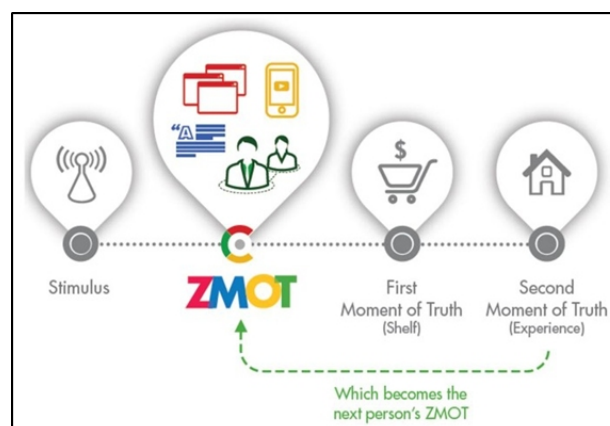 "A
$
Stimulus
ZMOT
First
Moment of Truth
(Shelf)
Second
Moment of Truth
(Experience)
Which becomes the
next person's ZMOT